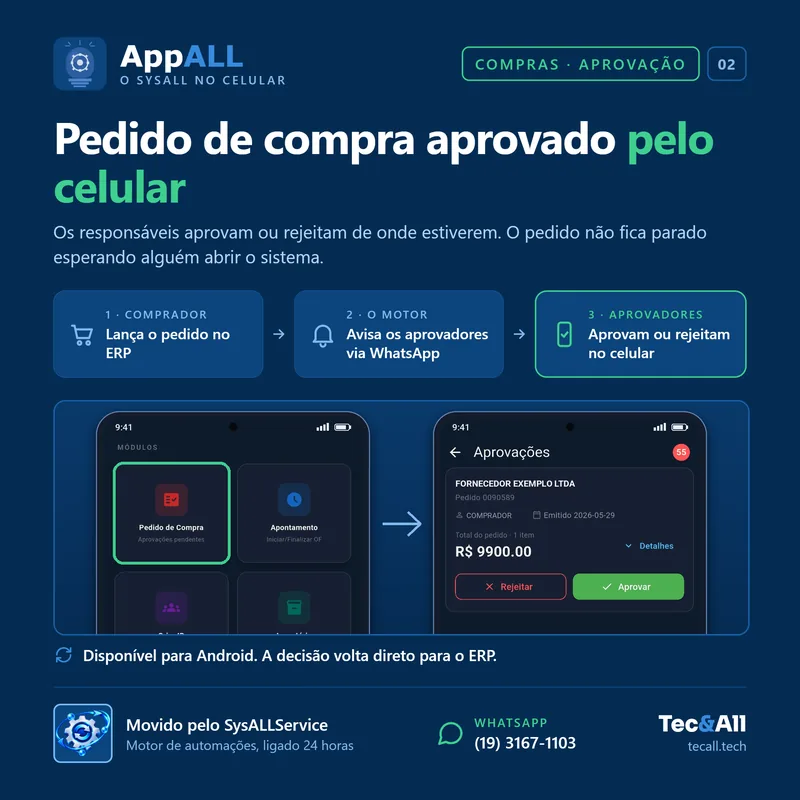 AppALL
O SYSALL NO CELULAR
COMPRAS · APROVAÇÃO
02
Pedido de compra aprovado pelo
celular
Os responsáveis aprovam ou rejeitam de onde estiverem. O pedido não fica parado
esperando alguém abrir o sistema.
1 · COMPRADOR
Lança o pedido no
ERP
2 · O MOTOR
Avisa os aprovadores
via WhatsApp
3 · APROVADORES
Aprovam ou rejeitam
no celular
9:41
MÓDULOS
Pedido de Compra
Aprovações pendentes
Apontamento
Iniciar/Finalizar OF
9:41
Aprovações
55
FORNECEDOR EXEMPLO LTDA
Pedido 0090589
COMPRADOR
Emitido 2026-05-29
Total do pedido · 1 item
R$ 9900.00
Detalhes
Rejeitar
Aprovar
Disponível para Android. A decisão volta direto para o ERP.
Movido pelo SysALLService
Motor de automações, ligado 24 horas
WHATSAPP
(19) 3167-1103
Tec&All
tecall.tech